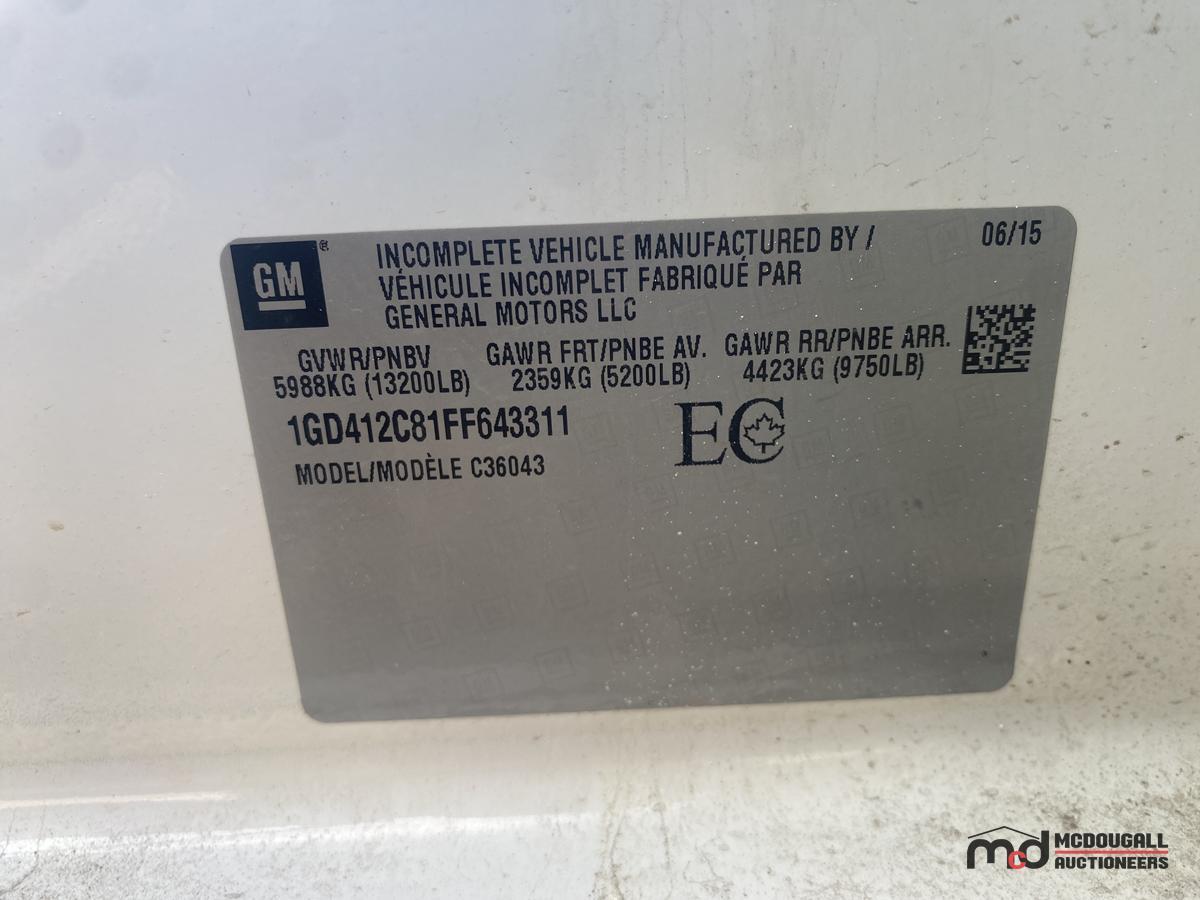 GM®
INCOMPLETE VEHICLE MANUFACTURED BY /
06/15
VÉHICULE INCOMPLET FABRIQUÉ PAR
GENERAL MOTORS LLC
GVWR/PNBV GAWR FRT/PNBE AV. GAWR RR/PNBE ARR.
5988KG (13200LB) 2359KG (5200LB) 4423KG (9750LB)
1GD412C81FF643311
EC
MODEL/MODÈLE C36043
mcd
MCDOUGALL
AUCTIONEERS